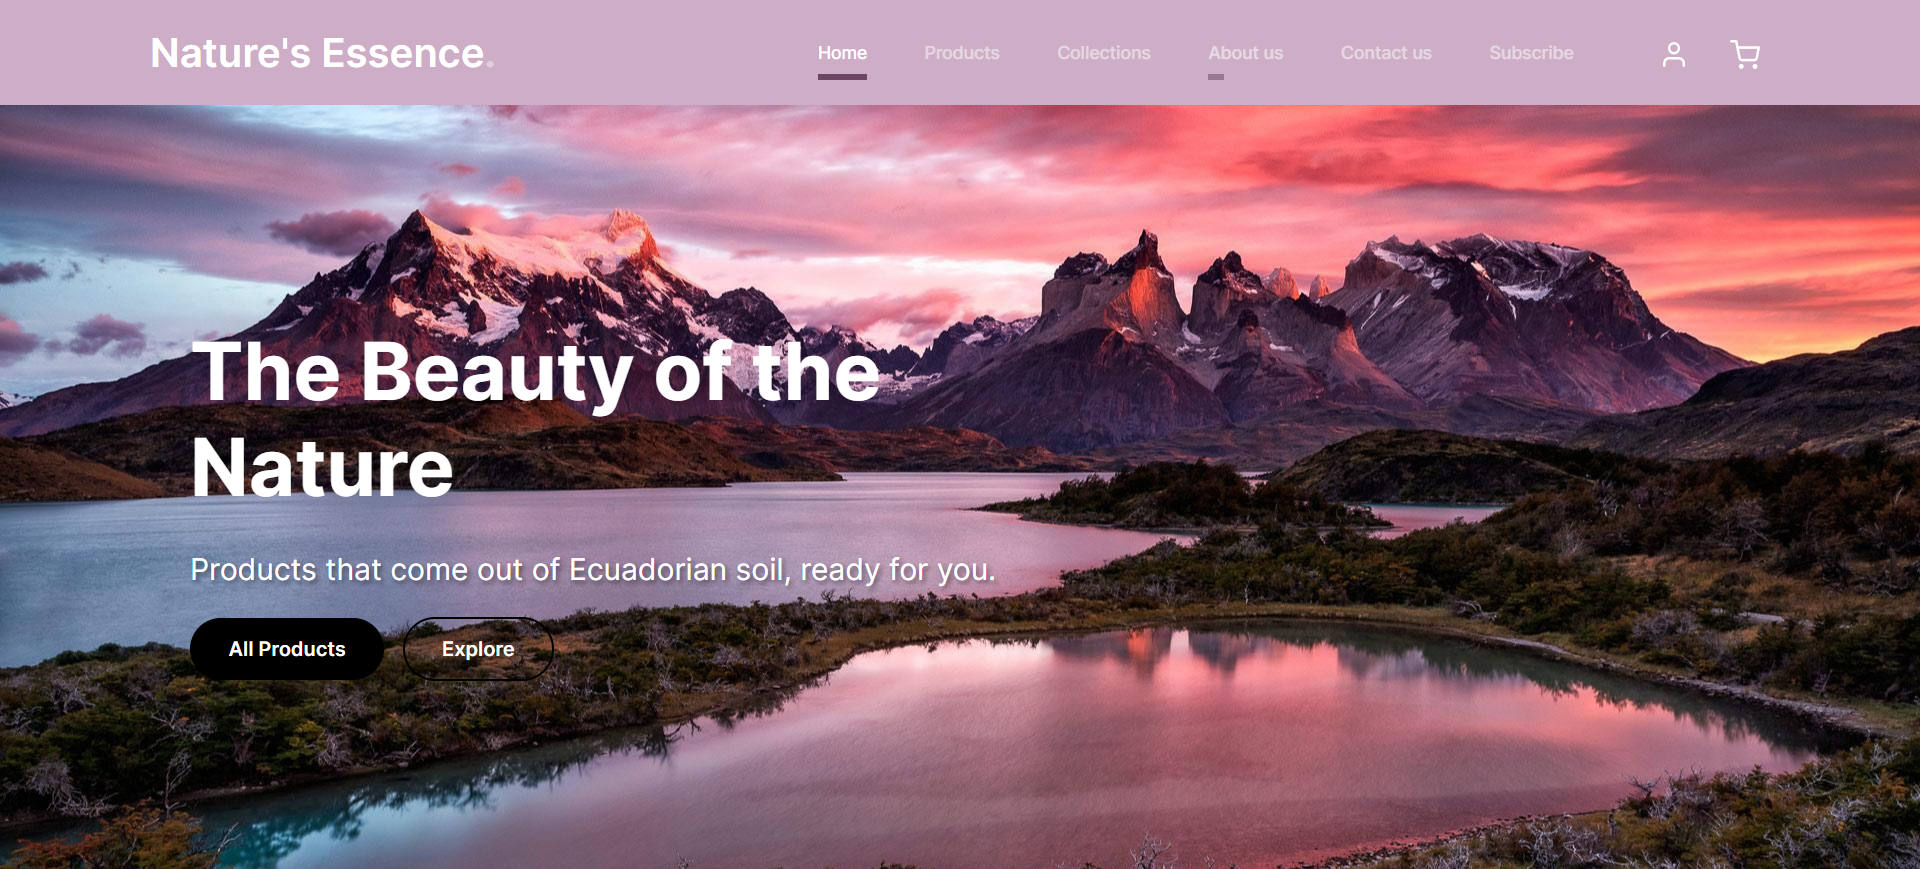 Nature's Essence.
Home Products Collections About us Contact us Subscribe
The Beauty of the
Nature
Products that come out of Ecuadorian soil, ready for you.
All Products Explore